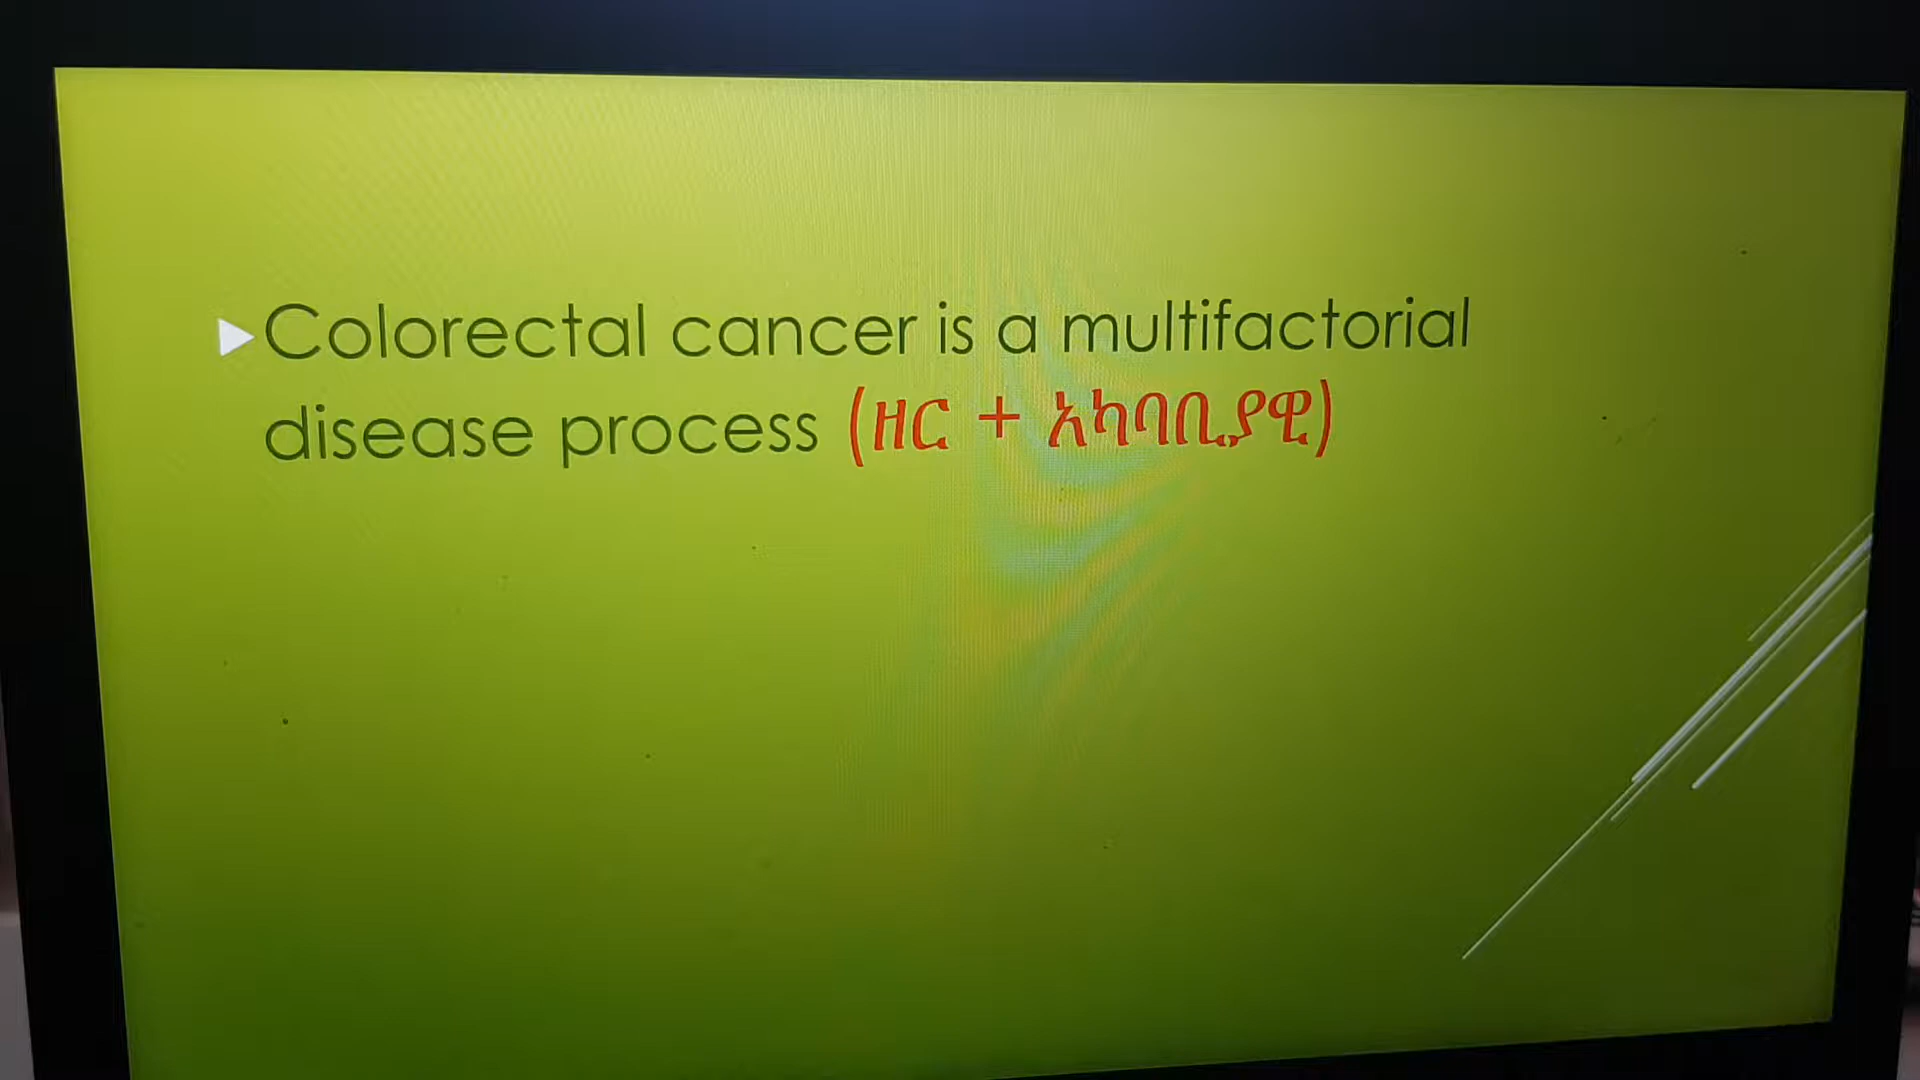 Colorectal cancer is a multifactorial
disease process (ዘር + አካባቢያዊ)